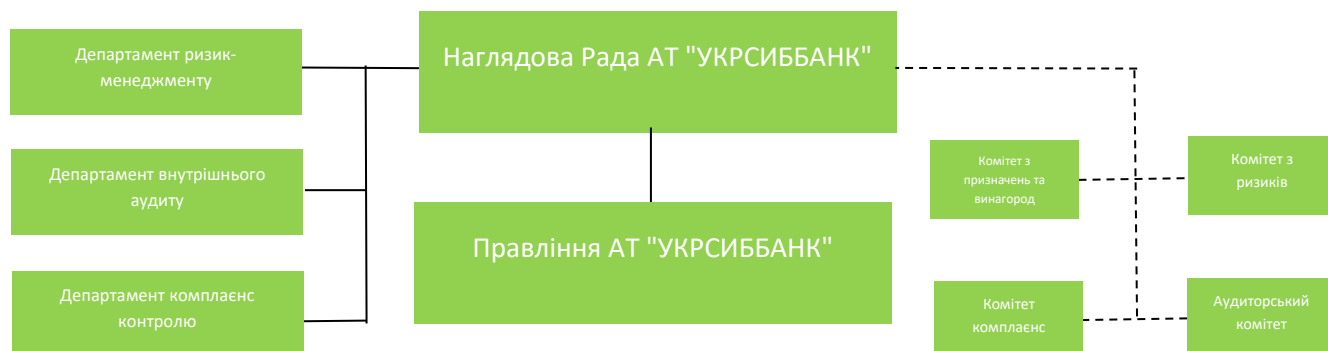 Департамент ризик-
менеджменту
Наглядова Рада АТ "УКРСИББАНК"
Департамент внутрішнього
аудиту
Комітет з
призначень та
винагород
Комітет з
ризиків
Правління АТ "УКРСИББАНК"
Департамент комплаєнс
контролю
Комітет
комплаєнс
Аудиторський
комітет